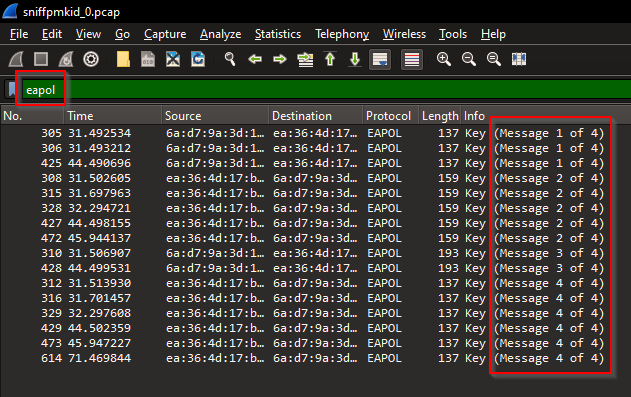 sniffpmkid_0.pcap
File Edit View Go Capture Analyze Statistics Telephony Wireless Tools Help
eapol
No. Time Source Destination Protocol Length Info
305 31.492534 6a:d7:9a:3d:1… ea:36:4d:17… EAPOL 137 Key (Message 1 of 4)
306 31.493212 6a:d7:9a:3d:1… ea:36:4d:17… EAPOL 137 Key (Message 1 of 4)
425 44.490696 6a:d7:9a:3d:1… ea:36:4d:17… EAPOL 137 Key (Message 1 of 4)
308 31.502605 ea:36:4d:17:b… 6a:d7:9a:3d… EAPOL 159 Key (Message 2 of 4)
315 31.697963 ea:36:4d:17:b… 6a:d7:9a:3d… EAPOL 159 Key (Message 2 of 4)
328 32.294721 ea:36:4d:17:b… 6a:d7:9a:3d… EAPOL 159 Key (Message 2 of 4)
427 44.498155 ea:36:4d:17:b… 6a:d7:9a:3d… EAPOL 159 Key (Message 2 of 4)
472 45.944137 ea:36:4d:17:b… 6a:d7:9a:3d… EAPOL 159 Key (Message 2 of 4)
310 31.506907 6a:d7:9a:3d:1… ea:36:4d:17… EAPOL 193 Key (Message 3 of 4)
428 44.499531 6a:d7:9a:3d:1… ea:36:4d:17… EAPOL 193 Key (Message 3 of 4)
312 31.513930 ea:36:4d:17:b… 6a:d7:9a:3d… EAPOL 137 Key (Message 4 of 4)
316 31.701457 ea:36:4d:17:b… 6a:d7:9a:3d… EAPOL 137 Key (Message 4 of 4)
329 32.297608 ea:36:4d:17:b… 6a:d7:9a:3d… EAPOL 137 Key (Message 4 of 4)
429 44.502359 ea:36:4d:17:b… 6a:d7:9a:3d… EAPOL 137 Key (Message 4 of 4)
473 45.947227 ea:36:4d:17:b… 6a:d7:9a:3d… EAPOL 137 Key (Message 4 of 4)
614 71.469844 ea:36:4d:17:b… 6a:d7:9a:3d… EAPOL 137 Key (Message 4 of 4)